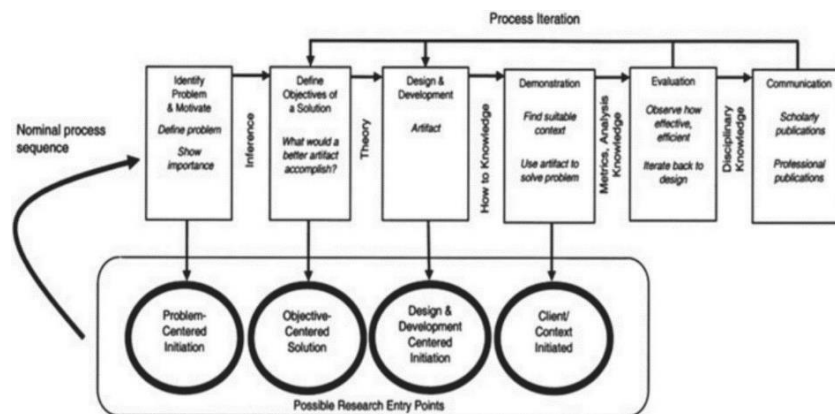 Process Iteration
Nominal process
sequence
Identify
Problem
& Motivate
Define problem
Show
importance
Inference
Define
Objectives of
a Solution
What would a
better artifact
accomplish?
Theory
Design &
Development
Artifact
How to Knowledge
Demonstration
Find suitable
context
Use artifact to
solve problem
Metrics, Analysis
Knowledge
Evaluation
Observe how
effective,
efficient
Iterate back to
design
Disciplinary
Knowledge
Communication
Scholarly
publications
Professional
publications
Problem-
Centered
Initiation
Objective-
Centered
Solution
Design &
Development
Centered
Initiation
Client/
Context
Initiated
Possible Research Entry Points